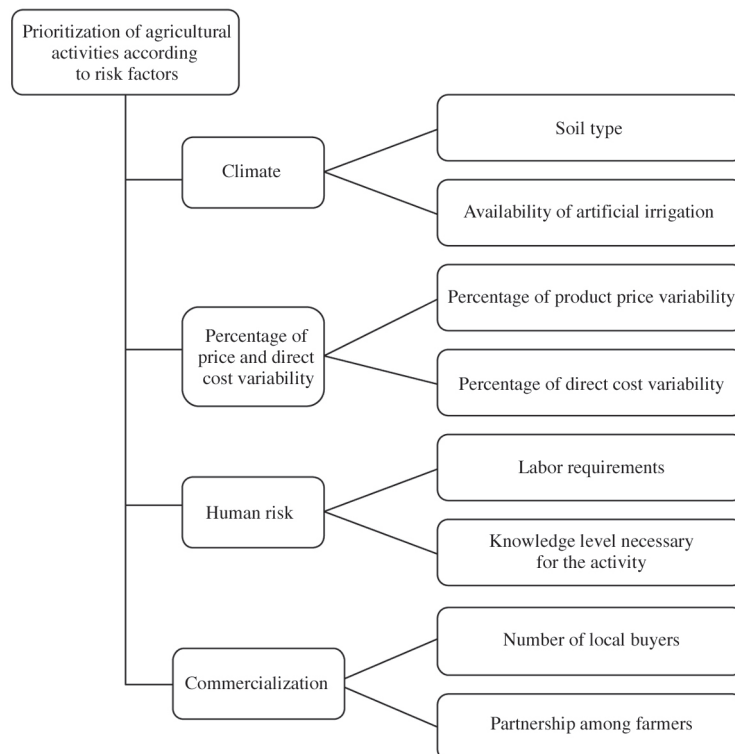 Prioritization of agricultural
activities according
to risk factors
Soil type
Climate
Availability of artificial irrigation
Percentage of product price variability
Percentage of
price and direct
cost variability
Percentage of direct cost variability
Labor requirements
Human risk
Knowledge level necessary
for the activity
Number of local buyers
Commercialization
Partnership among farmers